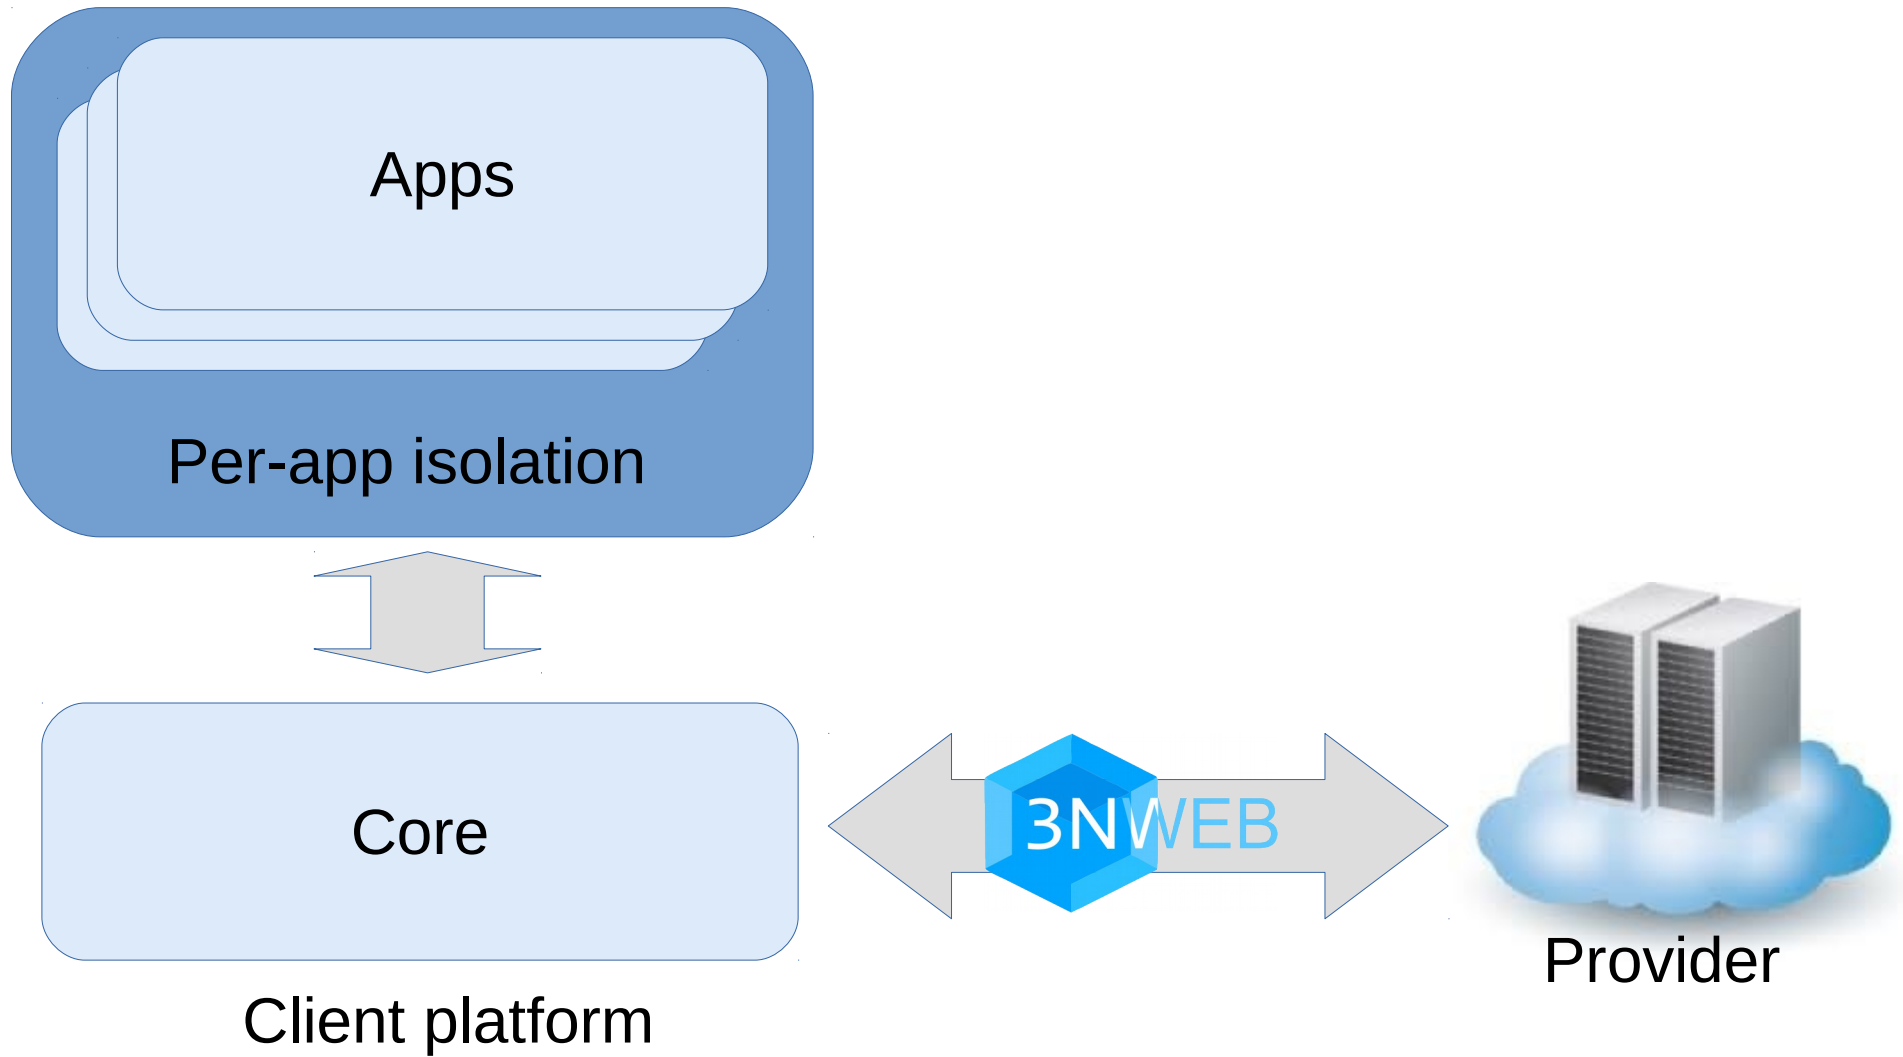 Apps
Per-app isolation
Core
3NWEB
Provider
Client platform